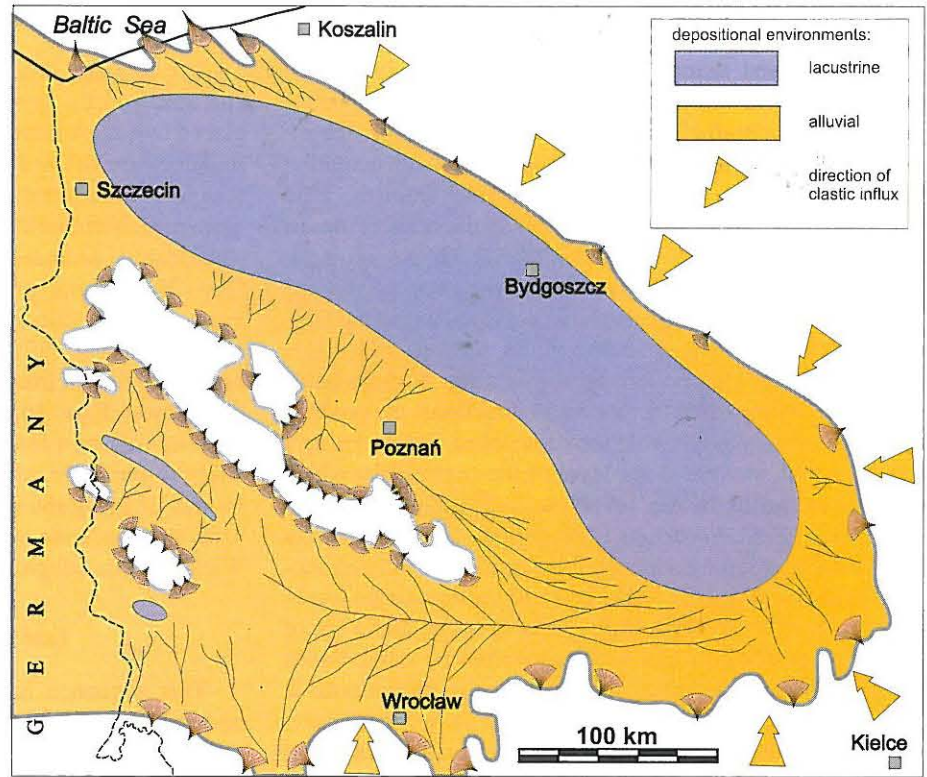 Baltic Sea
Koszalin
depositional environments:
lacustrine
alluvial
direction of
clastic influx
Szczecin
Bydgoszcz
Poznań
GERMANY
Wrocław
100 km
Kielce